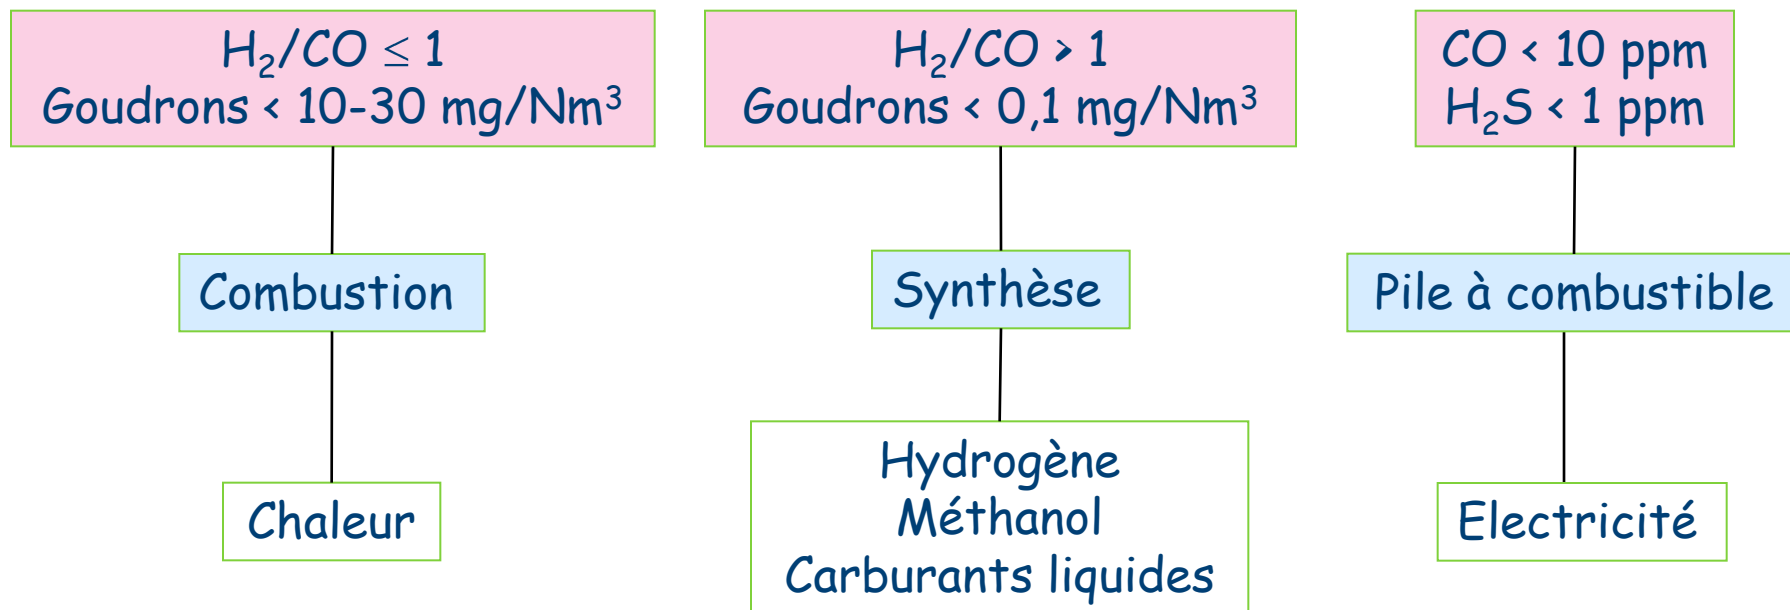 H₂/CO ≤ 1
Goudrons < 10-30 mg/Nm³
H₂/CO > 1
Goudrons < 0,1 mg/Nm³
CO < 10 ppm
H₂S < 1 ppm
Combustion
Synthèse
Pile à combustible
Chaleur
Hydrogène
Méthanol
Carburants liquides
Electricité